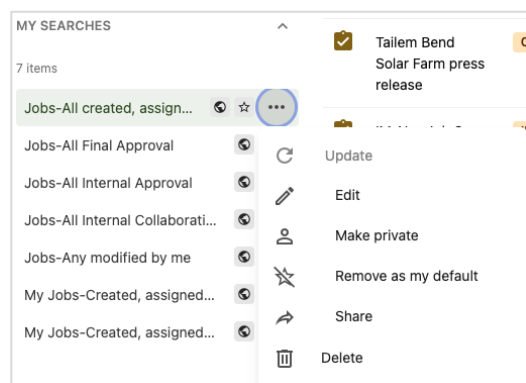 MY SEARCHES
7 items
Jobs-All created, assign...
Jobs-All Final Approval
Jobs-All Internal Approval
Jobs-All Internal Collaborati...
Jobs-Any modified by me
My Jobs-Created, assigned...
My Jobs-Created, assigned...
Tailem Bend
Solar Farm press
release
Update
Edit
Make private
Remove as my default
Share
Delete